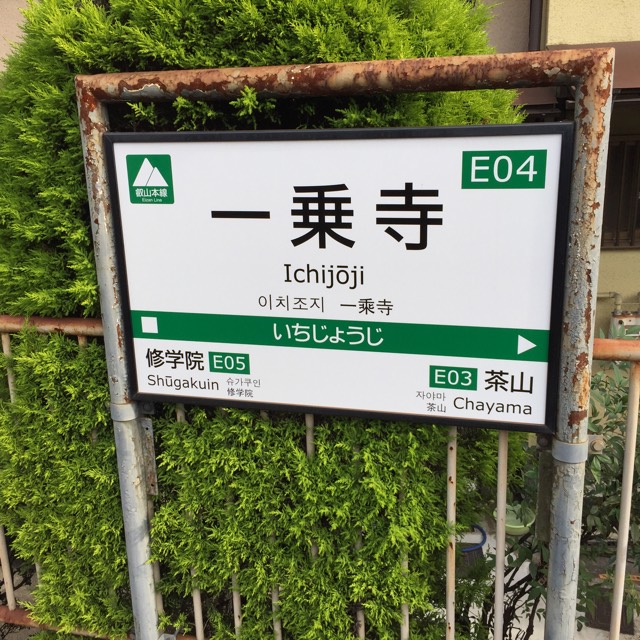 叡山本線
Eizan Line
E04
一乗寺
Ichijōji
이치조지 一乗寺
いちじょうじ
修学院 E05
Shūgakuin
슈가쿠인
修学院
E03 茶山
자야마
茶山
Chayama